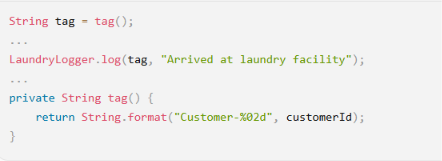 String tag = tag();
...
LaundryLogger.log(tag, "Arrived at laundry facility");
...
private String tag() {
    return String.format("Customer-%02d", customerId);
}